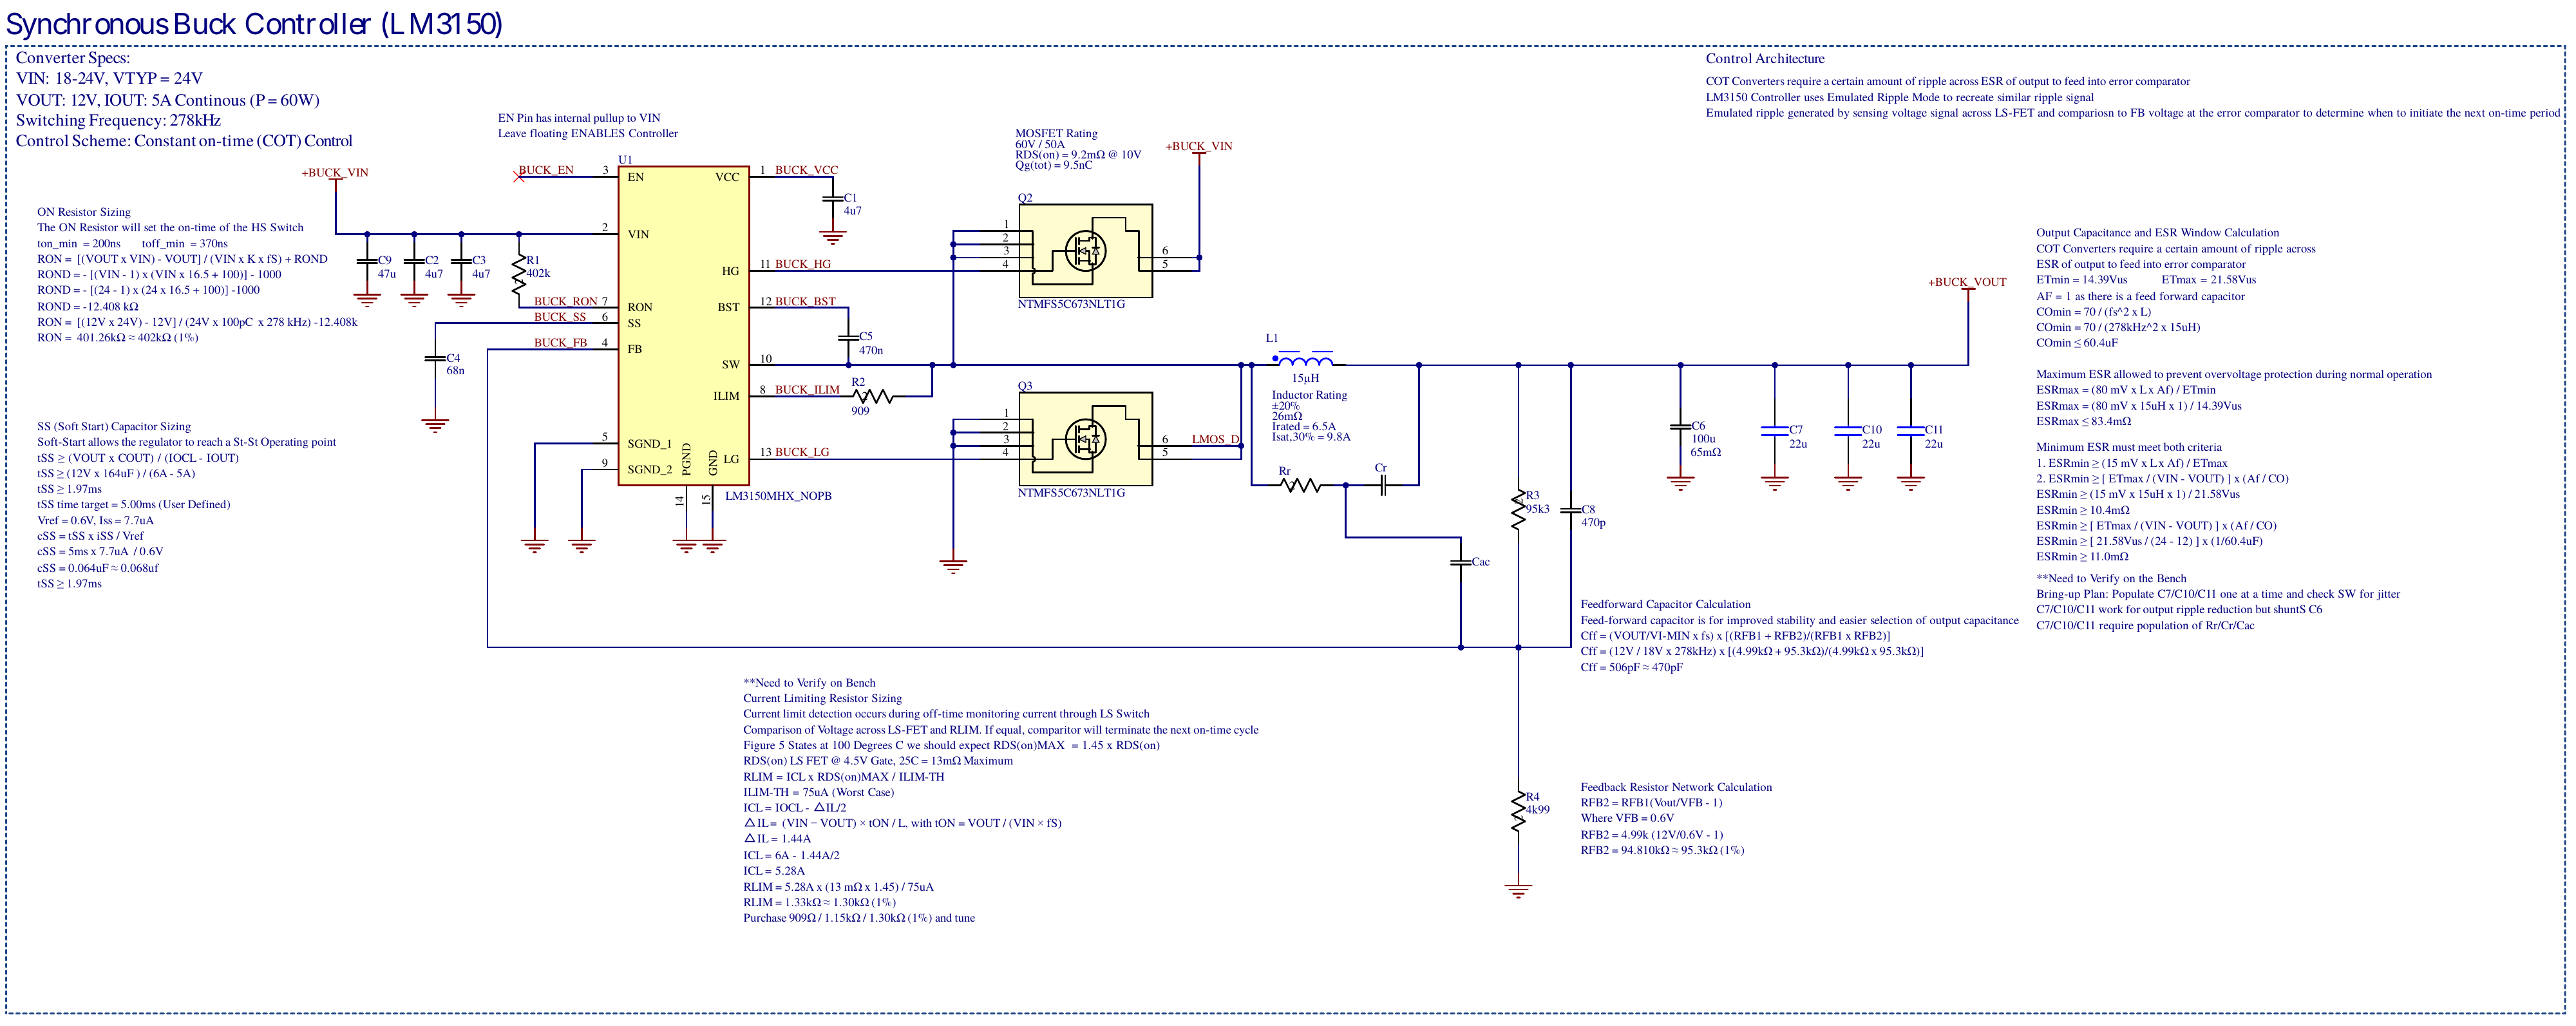 Synchronous Buck Controller (LM3150)
Converter Specs:
VIN: 18-24V, VTYP = 24V
VOUT: 12V, IOUT: 5A Continous (P = 60W)
Switching Frequency: 278kHz
Control Scheme: Constant on-time (COT) Control
Control Architecture
COT Converters require a certain amount of ripple across ESR of output to feed into error comparator
LM3150 Controller uses Emulated Ripple Mode to recreate similar ripple signal
Emulated ripple generated by sensing voltage signal across LS-FET and compariosn to FB voltage at the error comparator to determine when to initiate the next on-time period
EN Pin has internal pullup to VIN
Leave floating ENABLES Controller
MOSFET Rating
60V / 50A
RDS(on) = 9.2mΩ @ 10V
Qg(tot) = 9.5nC
+BUCK_VIN
+BUCK_VIN
ON Resistor Sizing
The ON Resistor will set the on-time of the HS Switch
ton_min = 200ns toff_min = 370ns
RON = [(VOUT x VIN) - VOUT] / (VIN x K x fS) + ROND
ROND = - [(VIN - 1) x (VIN x 16.5 + 100)] - 1000
ROND = - [(24 - 1) x (24 x 16.5 + 100)] -1000
ROND = -12.408 kΩ
RON = [(12V x 24V) - 12V] / (24V x 100pC x 278 kHz) -12.408k
RON = 401.26kΩ ≈ 402kΩ (1%)
C9
47u
C2
4u7
C3
4u7
R1
402k
C4
68n
BUCK_EN
BUCK_RON
BUCK_SS
BUCK_FB
U1
3 EN
2 VIN
7 RON
6 SS
4 FB
5 SGND_1
9 SGND_2
VCC 1 BUCK_VCC
HG 11 BUCK_HG
BST 12 BUCK_BST
SW 10
ILIM 8 BUCK_ILIM
LG 13 BUCK_LG
PGND 14
GND 15
LM3150MHX_NOPB
C1
4u7
C5
470n
R2
909
Q2
1
2
3
4
6
5
NTMFS5C673NLT1G
Q3
1
2
3
4
6
5
LMOS_D
NTMFS5C673NLT1G
L1
15µH
Inductor Rating
±20%
26mΩ
Irated = 6.5A
Isat,30% = 9.8A
Rr
Cr
Cac
R3
95k3
C8
470p
C6
100u
65mΩ
C7
22u
C10
22u
C11
22u
+BUCK_VOUT
R4
4k99
SS (Soft Start) Capacitor Sizing
Soft-Start allows the regulator to reach a St-St Operating point
tSS ≥ (VOUT x COUT) / (IOCL - IOUT)
tSS ≥ (12V x 164uF ) / (6A - 5A)
tSS ≥ 1.97ms
tSS time target = 5.00ms (User Defined)
Vref = 0.6V, Iss = 7.7uA
cSS = tSS x iSS / Vref
cSS = 5ms x 7.7uA / 0.6V
cSS = 0.064uF ≈ 0.068uf
tSS ≥ 1.97ms
Output Capacitance and ESR Window Calculation
COT Converters require a certain amount of ripple across
ESR of output to feed into error comparator
ETmin = 14.39Vus ETmax = 21.58Vus
AF = 1 as there is a feed forward capacitor
COmin = 70 / (fs^2 x L)
COmin = 70 / (278kHz^2 x 15uH)
COmin ≤ 60.4uF
Maximum ESR allowed to prevent overvoltage protection during normal operation
ESRmax = (80 mV x L x Af) / ETmin
ESRmax = (80 mV x 15uH x 1) / 14.39Vus
ESRmax ≤ 83.4mΩ
Minimum ESR must meet both criteria
1. ESRmin ≥ (15 mV x L x Af) / ETmax
2. ESRmin ≥ [ ETmax / (VIN - VOUT) ] x (Af / CO)
ESRmin ≥ (15 mV x 15uH x 1) / 21.58Vus
ESRmin ≥ 10.4mΩ
ESRmin ≥ [ ETmax / (VIN - VOUT) ] x (Af / CO)
ESRmin ≥ [ 21.58Vus / (24 - 12) ] x (1/60.4uF)
ESRmin ≥ 11.0mΩ
**Need to Verify on the Bench
Bring-up Plan: Populate C7/C10/C11 one at a time and check SW for jitter
C7/C10/C11 work for output ripple reduction but shuntS C6
C7/C10/C11 require population of Rr/Cr/Cac
Feedforward Capacitor Calculation
Feed-forward capacitor is for improved stability and easier selection of output capacitance
Cff = (VOUT/VI-MIN x fs) x [(RFB1 + RFB2)/(RFB1 x RFB2)]
Cff = (12V / 18V x 278kHz) x [(4.99kΩ + 95.3kΩ)/(4.99kΩ x 95.3kΩ)]
Cff = 506pF ≈ 470pF
**Need to Verify on Bench
Current Limiting Resistor Sizing
Current limit detection occurs during off-time monitoring current through LS Switch
Comparison of Voltage across LS-FET and RLIM. If equal, comparitor will terminate the next on-time cycle
Figure 5 States at 100 Degrees C we should expect RDS(on)MAX = 1.45 x RDS(on)
RDS(on) LS FET @ 4.5V Gate, 25C = 13mΩ Maximum
RLIM = ICL x RDS(on)MAX / ILIM-TH
ILIM-TH = 75uA (Worst Case)
ICL = IOCL - △IL/2
△IL = (VIN − VOUT) × tON / L, with tON = VOUT / (VIN × fS)
△IL = 1.44A
ICL = 6A - 1.44A/2
ICL = 5.28A
RLIM = 5.28A x (13 mΩ x 1.45) / 75uA
RLIM = 1.33kΩ ≈ 1.30kΩ (1%)
Purchase 909Ω / 1.15kΩ / 1.30kΩ (1%) and tune
Feedback Resistor Network Calculation
RFB2 = RFB1(Vout/VFB - 1)
Where VFB = 0.6V
RFB2 = 4.99k (12V/0.6V - 1)
RFB2 = 94.810kΩ ≈ 95.3kΩ (1%)